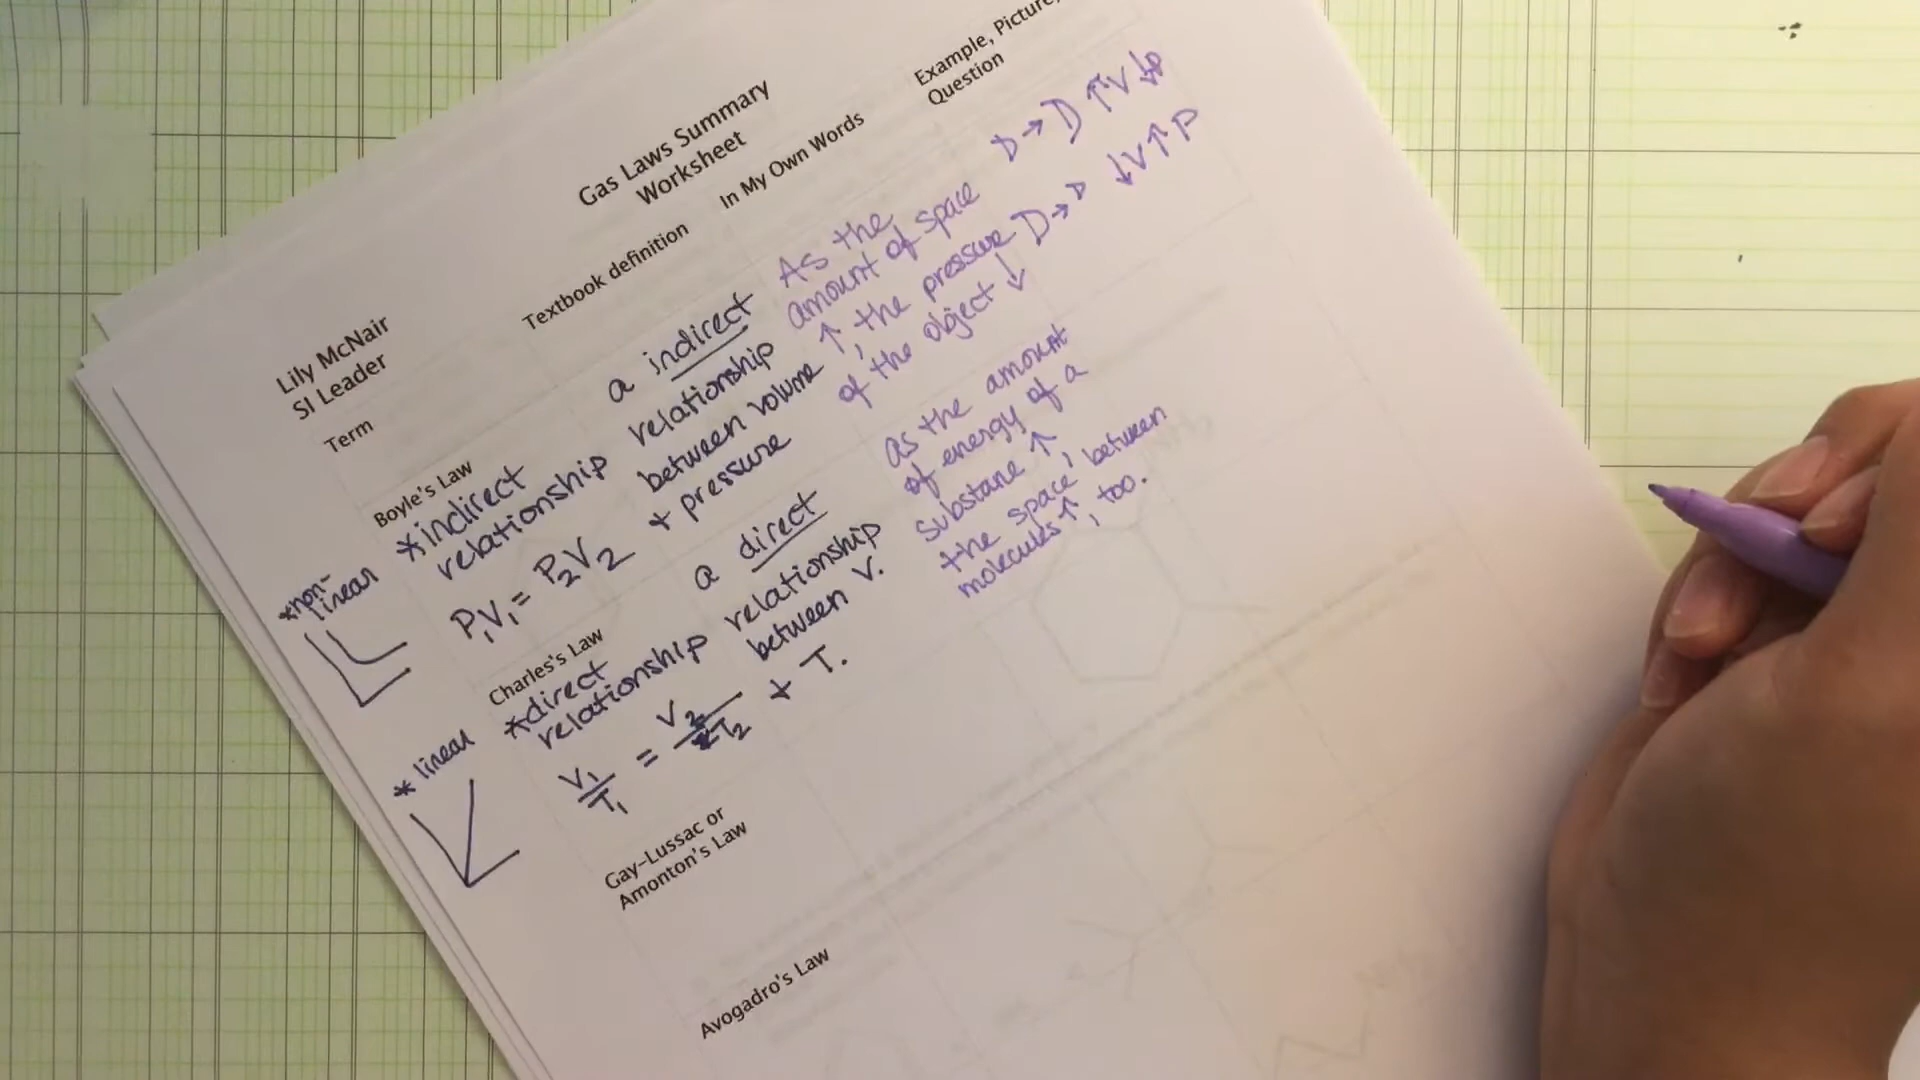 Gas Laws Summary
Worksheet
Lily McNair
SI Leader
Term
Textbook definition
In My Own Words
Example, Picture,
Question
Boyle's Law
*indirect
relationship
P₁V₁ = P₂V₂
*non-
linear
a indirect
relationship
between volume
+ pressure
As the
amount of space
↑, the pressure
of the object ↓
D → D ↑V ↓P
D → D ↓V ↑P
Charles's Law
*direct
relationship
V₁/T₁ = V₂/T₂
* linear
a direct
relationship
between V.
+ T.
as the amount
of energy of a
substane ↑
the space, between
molecules↑, too.
Gay-Lussac or
Amonton's Law
Avogadro's Law